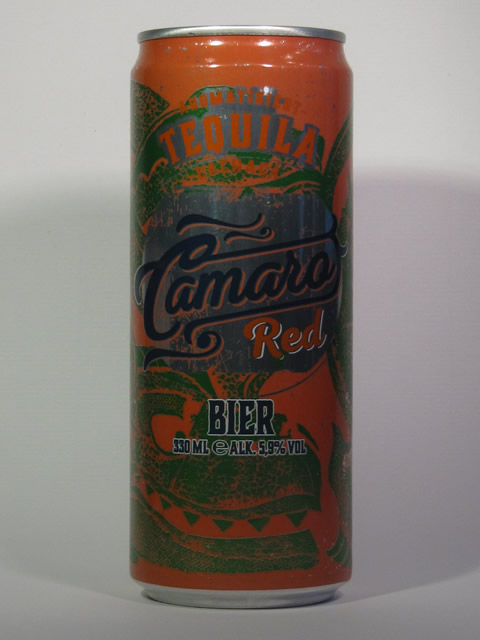 TEQUILA
Camaro
Red
BIER
330 ML e ALK. 5,9% VOL